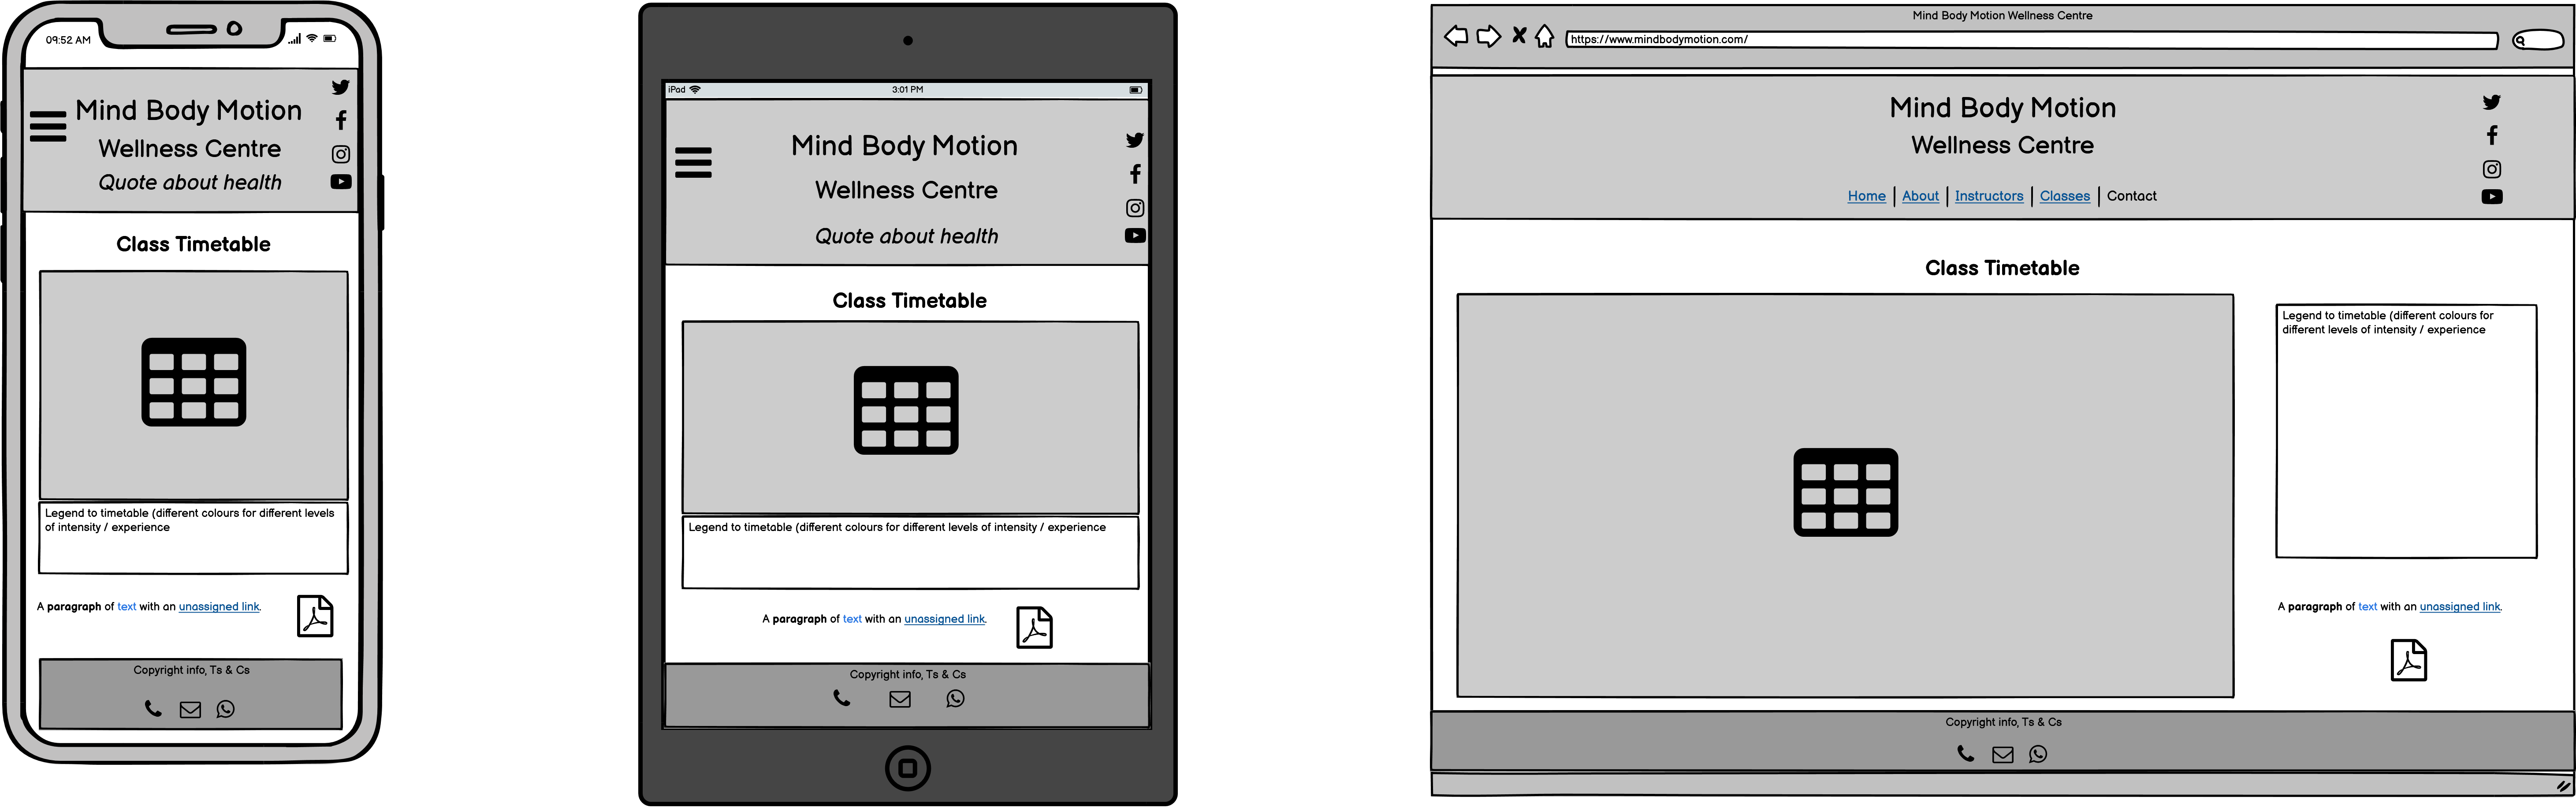 09:52 AM
Mind Body Motion
Wellness Centre
Quote about health
Class Timetable
Legend to timetable (different colours for different levels
of intensity / experience
A paragraph of text with an unassigned link.
Copyright info, Ts & Cs
iPad
3:01 PM
Mind Body Motion
Wellness Centre
Quote about health
Class Timetable
Legend to timetable (different colours for different levels of intensity / experience
A paragraph of text with an unassigned link.
Copyright info, Ts & Cs
Mind Body Motion Wellness Centre
https://www.mindbodymotion.com/
Mind Body Motion
Wellness Centre
Home | About | Instructors | Classes | Contact
Class Timetable
Legend to timetable (different colours for
different levels of intensity / experience
A paragraph of text with an unassigned link.
Copyright info, Ts & Cs